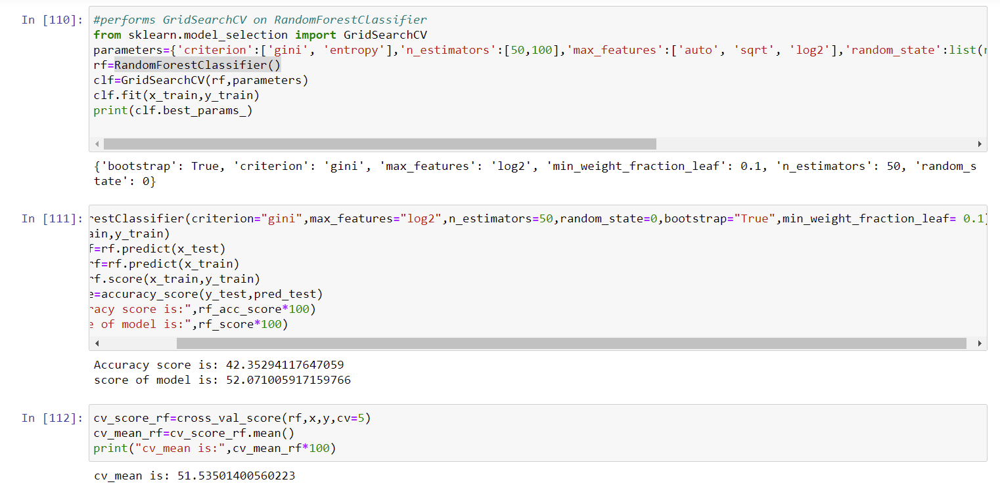 In [110]:
#performs GridSearchCV on RandomForestClassifier
from sklearn.model_selection import GridSearchCV
parameters={'criterion':['gini', 'entropy'],'n_estimators':[50,100],'max_features':['auto', 'sqrt', 'log2'],'random_state':list(r
rf=RandomForestClassifier()
clf=GridSearchCV(rf,parameters)
clf.fit(x_train,y_train)
print(clf.best_params_)
{'bootstrap': True, 'criterion': 'gini', 'max_features': 'log2', 'min_weight_fraction_leaf': 0.1, 'n_estimators': 50, 'random_s
tate': 0}
In [111]:
restClassifier(criterion="gini",max_features="log2",n_estimators=50,random_state=0,bootstrap="True",min_weight_fraction_leaf= 0.1)
ain,y_train)
f=rf.predict(x_test)
rf=rf.predict(x_train)
rf.score(x_train,y_train)
e=accuracy_score(y_test,pred_test)
racy score is:",rf_acc_score*100)
e of model is:",rf_score*100)
Accuracy score is: 42.35294117647059
score of model is: 52.071005917159766
In [112]:
cv_score_rf=cross_val_score(rf,x,y,cv=5)
cv_mean_rf=cv_score_rf.mean()
print("cv_mean is:",cv_mean_rf*100)
cv_mean is: 51.53501400560223